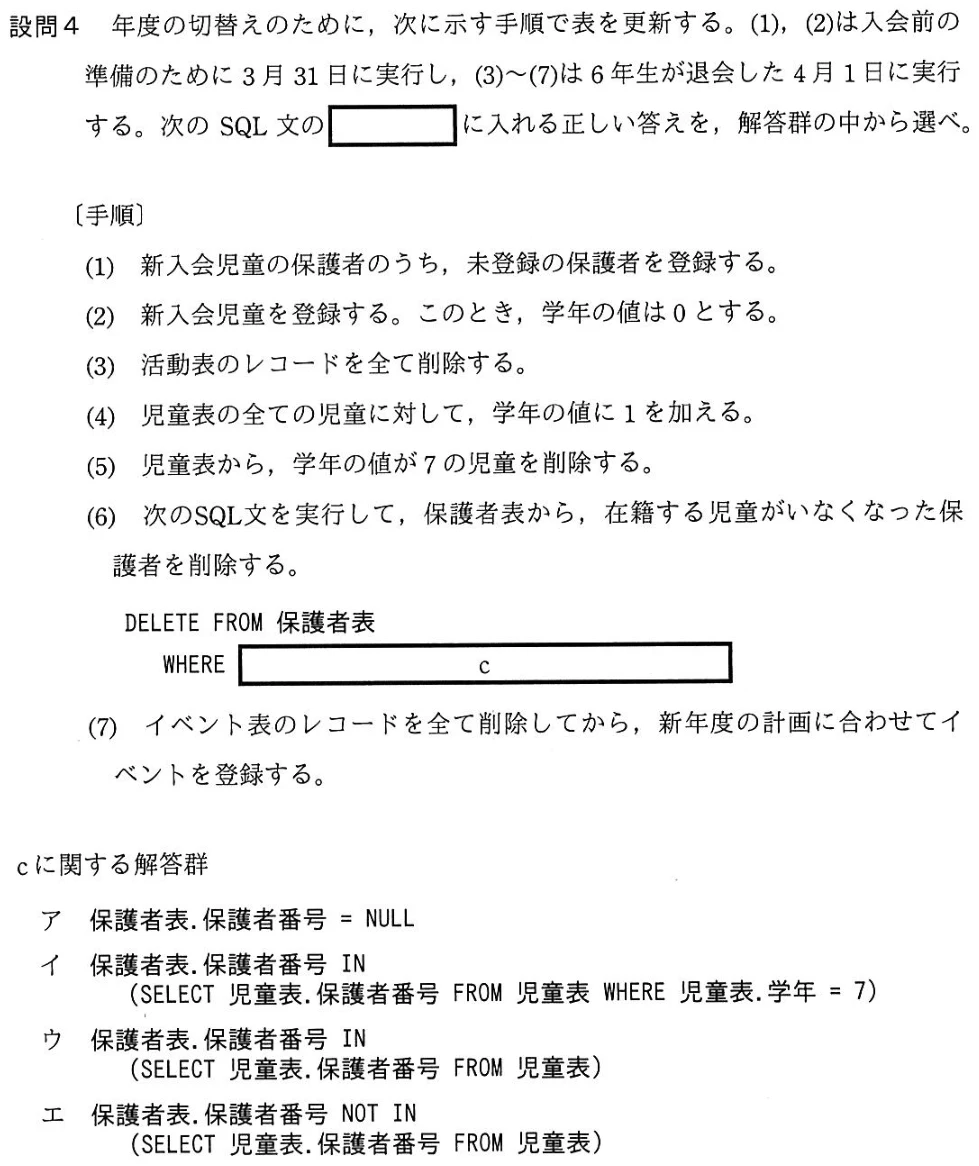 設問4　年度の切替えのために，次に示す手順で表を更新する。(1)，(2)は入会前の
準備のために 3 月 31 日に実行し，(3)～(7)は 6 年生が退会した 4 月 1 日に実行
する。次の SQL 文の　　　　に入れる正しい答えを，解答群の中から選べ。
〔手順〕
(1)　新入会児童の保護者のうち，未登録の保護者を登録する。
(2)　新入会児童を登録する。このとき，学年の値は 0 とする。
(3)　活動表のレコードを全て削除する。
(4)　児童表の全ての児童に対して，学年の値に 1 を加える。
(5)　児童表から，学年の値が 7 の児童を削除する。
(6)　次のSQL文を実行して，保護者表から，在籍する児童がいなくなった保
護者を削除する。
DELETE FROM 保護者表
WHERE c
(7)　イベント表のレコードを全て削除してから，新年度の計画に合わせてイ
ベントを登録する。
cに関する解答群
ア　保護者表.保護者番号 = NULL
イ　保護者表.保護者番号 IN
(SELECT 児童表.保護者番号 FROM 児童表 WHERE 児童表.学年 = 7)
ウ　保護者表.保護者番号 IN
(SELECT 児童表.保護者番号 FROM 児童表)
エ　保護者表.保護者番号 NOT IN
(SELECT 児童表.保護者番号 FROM 児童表)